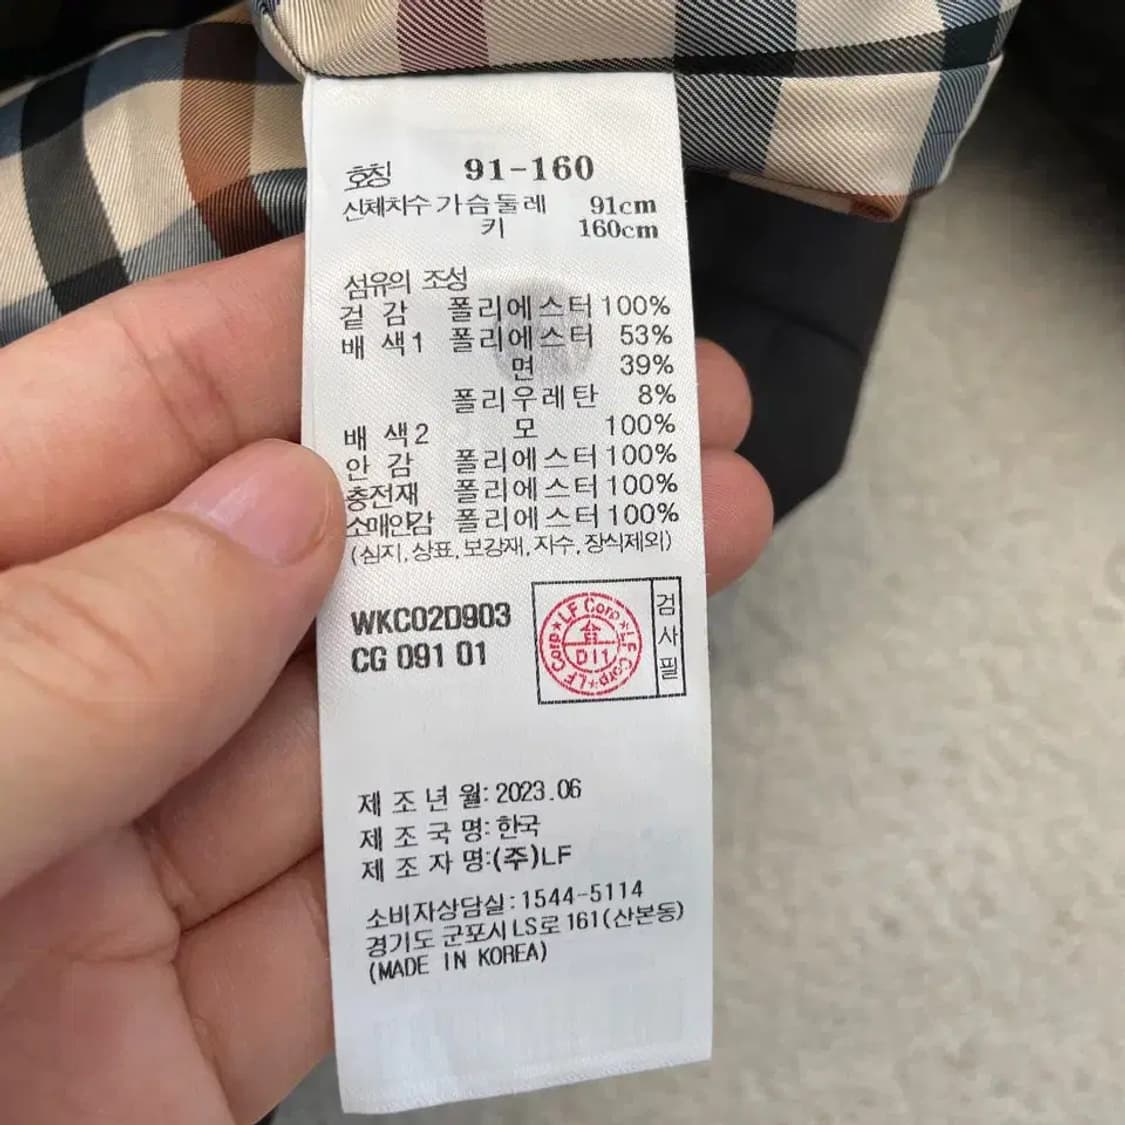 호칭 91-160
신체치수 가슴둘레 91cm
키 160cm
섬유의 조성
겉 감 폴리에스터 100%
배 색1 폴리에스터 53%
면 39%
폴리우레탄 8%
배 색2 모 100%
안 감 폴리에스터 100%
충전재 폴리에스터 100%
소매안감 폴리에스터 100%
(심지, 상표, 보강재, 자수, 장식제외)
WKC02D903
CG 091 01
LF Corp★LF Corp★LF Corp★
合
D11
검사필
제 조 년 월: 2023.06
제 조 국 명: 한국
제 조 자 명:(주)LF
소비자상담실: 1544-5114
경기도 군포시 LS로 161(산본동)
(MADE IN KOREA)